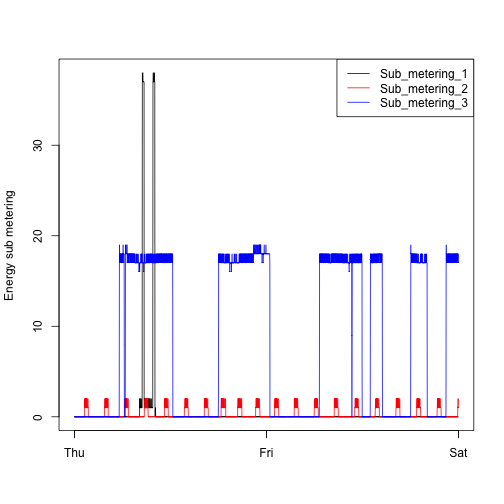 Sub_metering_1
Sub_metering_2
Sub_metering_3
Energy sub metering
30
20
10
0
Thu Fri Sat